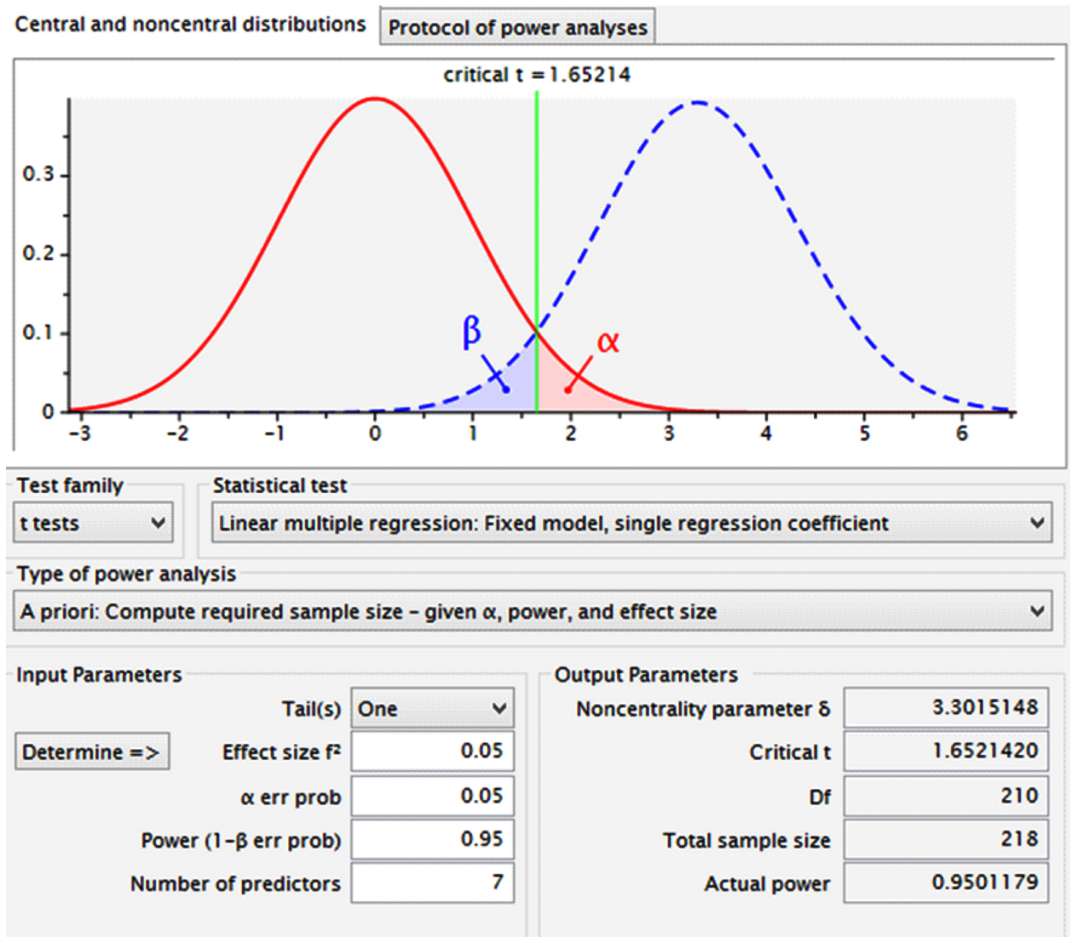 Central and noncentral distributions Protocol of power analyses
critical t = 1.65214
0.3
0.2
β α
0.1
0
-3 -2 -1 0 1 2 3 4 5 6
Test family Statistical test
t tests Linear multiple regression: Fixed model, single regression coefficient
Type of power analysis
A priori: Compute required sample size – given α, power, and effect size
Input Parameters Output Parameters
Tail(s) One Noncentrality parameter δ 3.3015148
Determine => Effect size f² 0.05 Critical t 1.6521420
α err prob 0.05 Df 210
Power (1-β err prob) 0.95 Total sample size 218
Number of predictors 7 Actual power 0.9501179